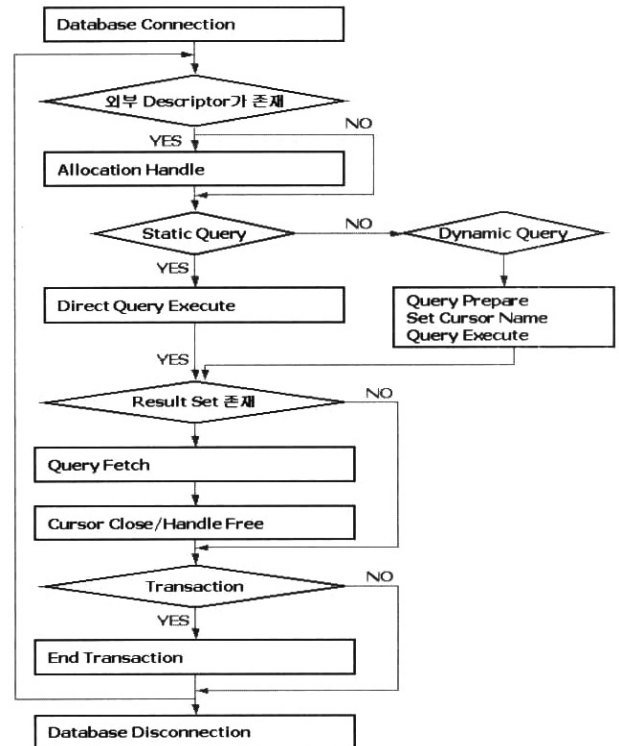 Database Connection
외부 Descriptor가 존재
NO
YES
Allocation Handle
Static Query
NO
Dynamic Query
YES
Direct Query Execute
Query Prepare
Set Cursor Name
Query Execute
YES
Result Set 존재
NO
Query Fetch
Cursor Close/Handle Free
Transaction
NO
YES
End Transaction
Database Disconnection